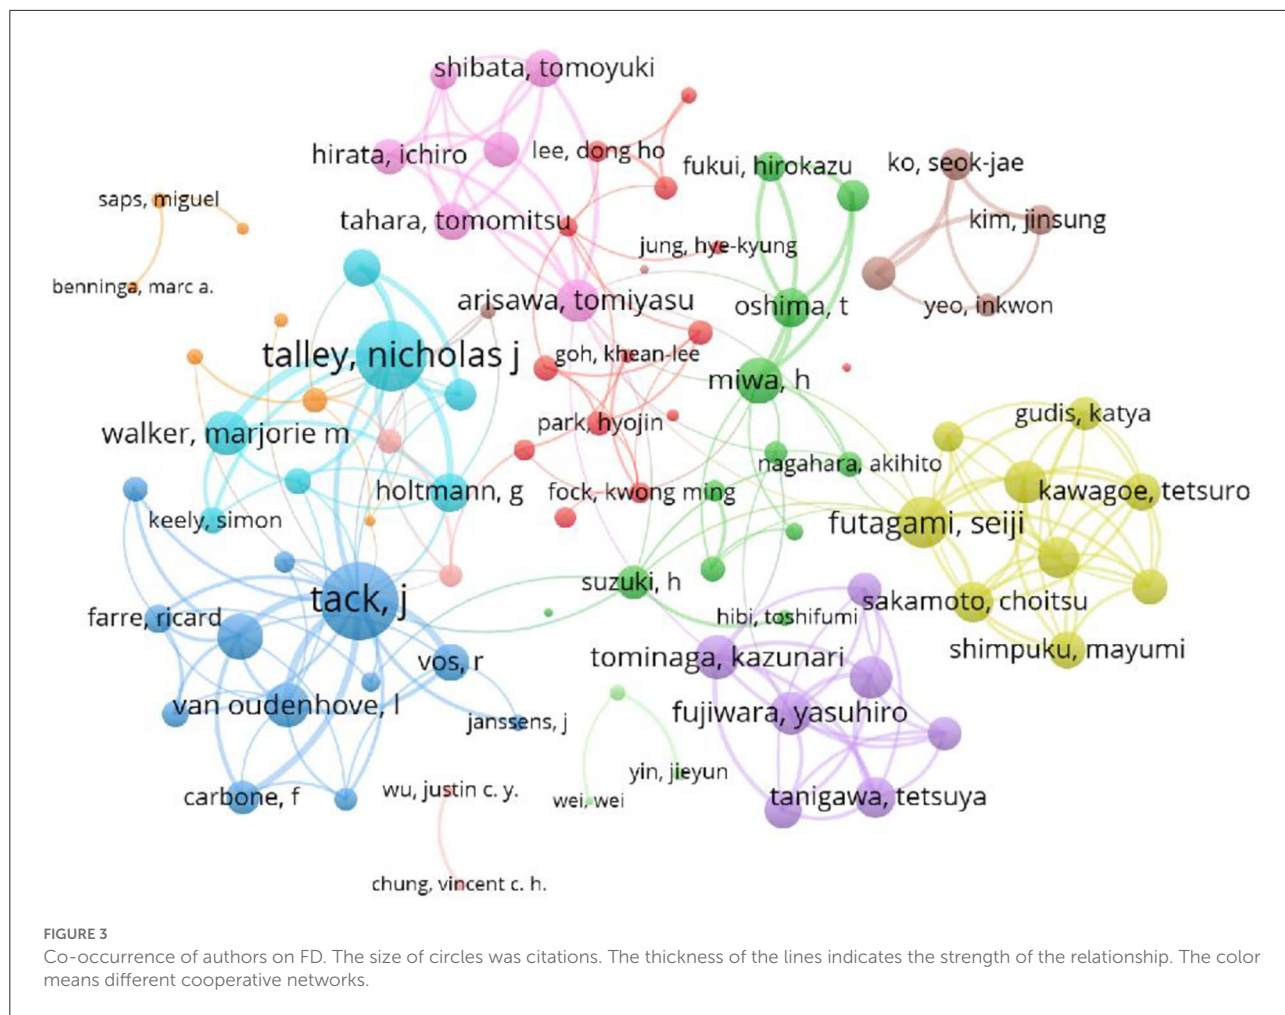 shibata, tomoyuki
hirata, ichiro
lee, dong ho
fukui, hirokazu
ko, seok-jae
saps, miguel
tahara, tomomitsu
kim, jinsung
jung, hye-kyung
benninga, marc a.
arisawa, tomiyasu
oshima, t
yeo, inkwon
talley, nicholas j
goh, khean-lee
miwa, h
walker, marjorie m
park, hyojin
gudis, katya
nagahara, akihito
holtmann, g
fock, kwong ming
kawagoe, tetsuro
keely, simon
futagami, seiji
suzuki, h
tack, j
sakamoto, choitsu
farre, ricard
hibi, toshifumi
vos, r
tominaga, kazunari
shimpuku, mayumi
van oudenhove, l
janssens, j
fujiwara, yasuhiro
yin, jieyun
wu, justin c. y.
carbone, f
wei, wei
tanigawa, tetsuya
chung, vincent c. h.
FIGURE 3
Co-occurrence of authors on FD. The size of circles was citations. The thickness of the lines indicates the strength of the relationship. The color
means different cooperative networks.